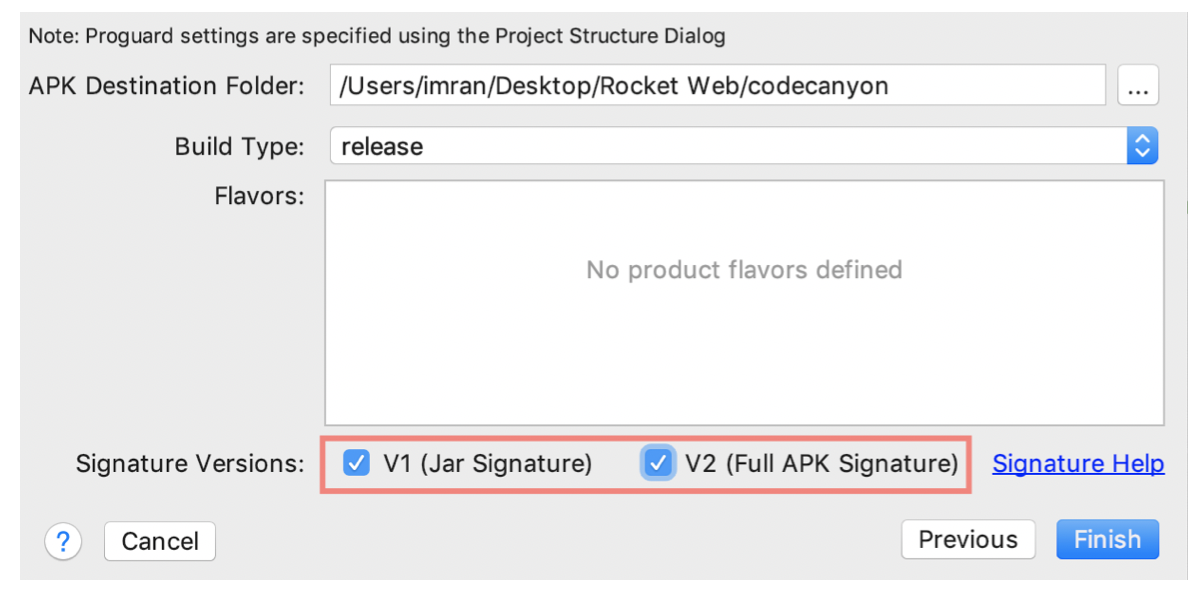 Note: Proguard settings are specified using the Project Structure Dialog
APK Destination Folder: /Users/imran/Desktop/Rocket Web/codecanyon ...
Build Type: release
Flavors:
No product flavors defined
Signature Versions: V1 (Jar Signature) V2 (Full APK Signature) Signature Help
? Cancel Previous Finish